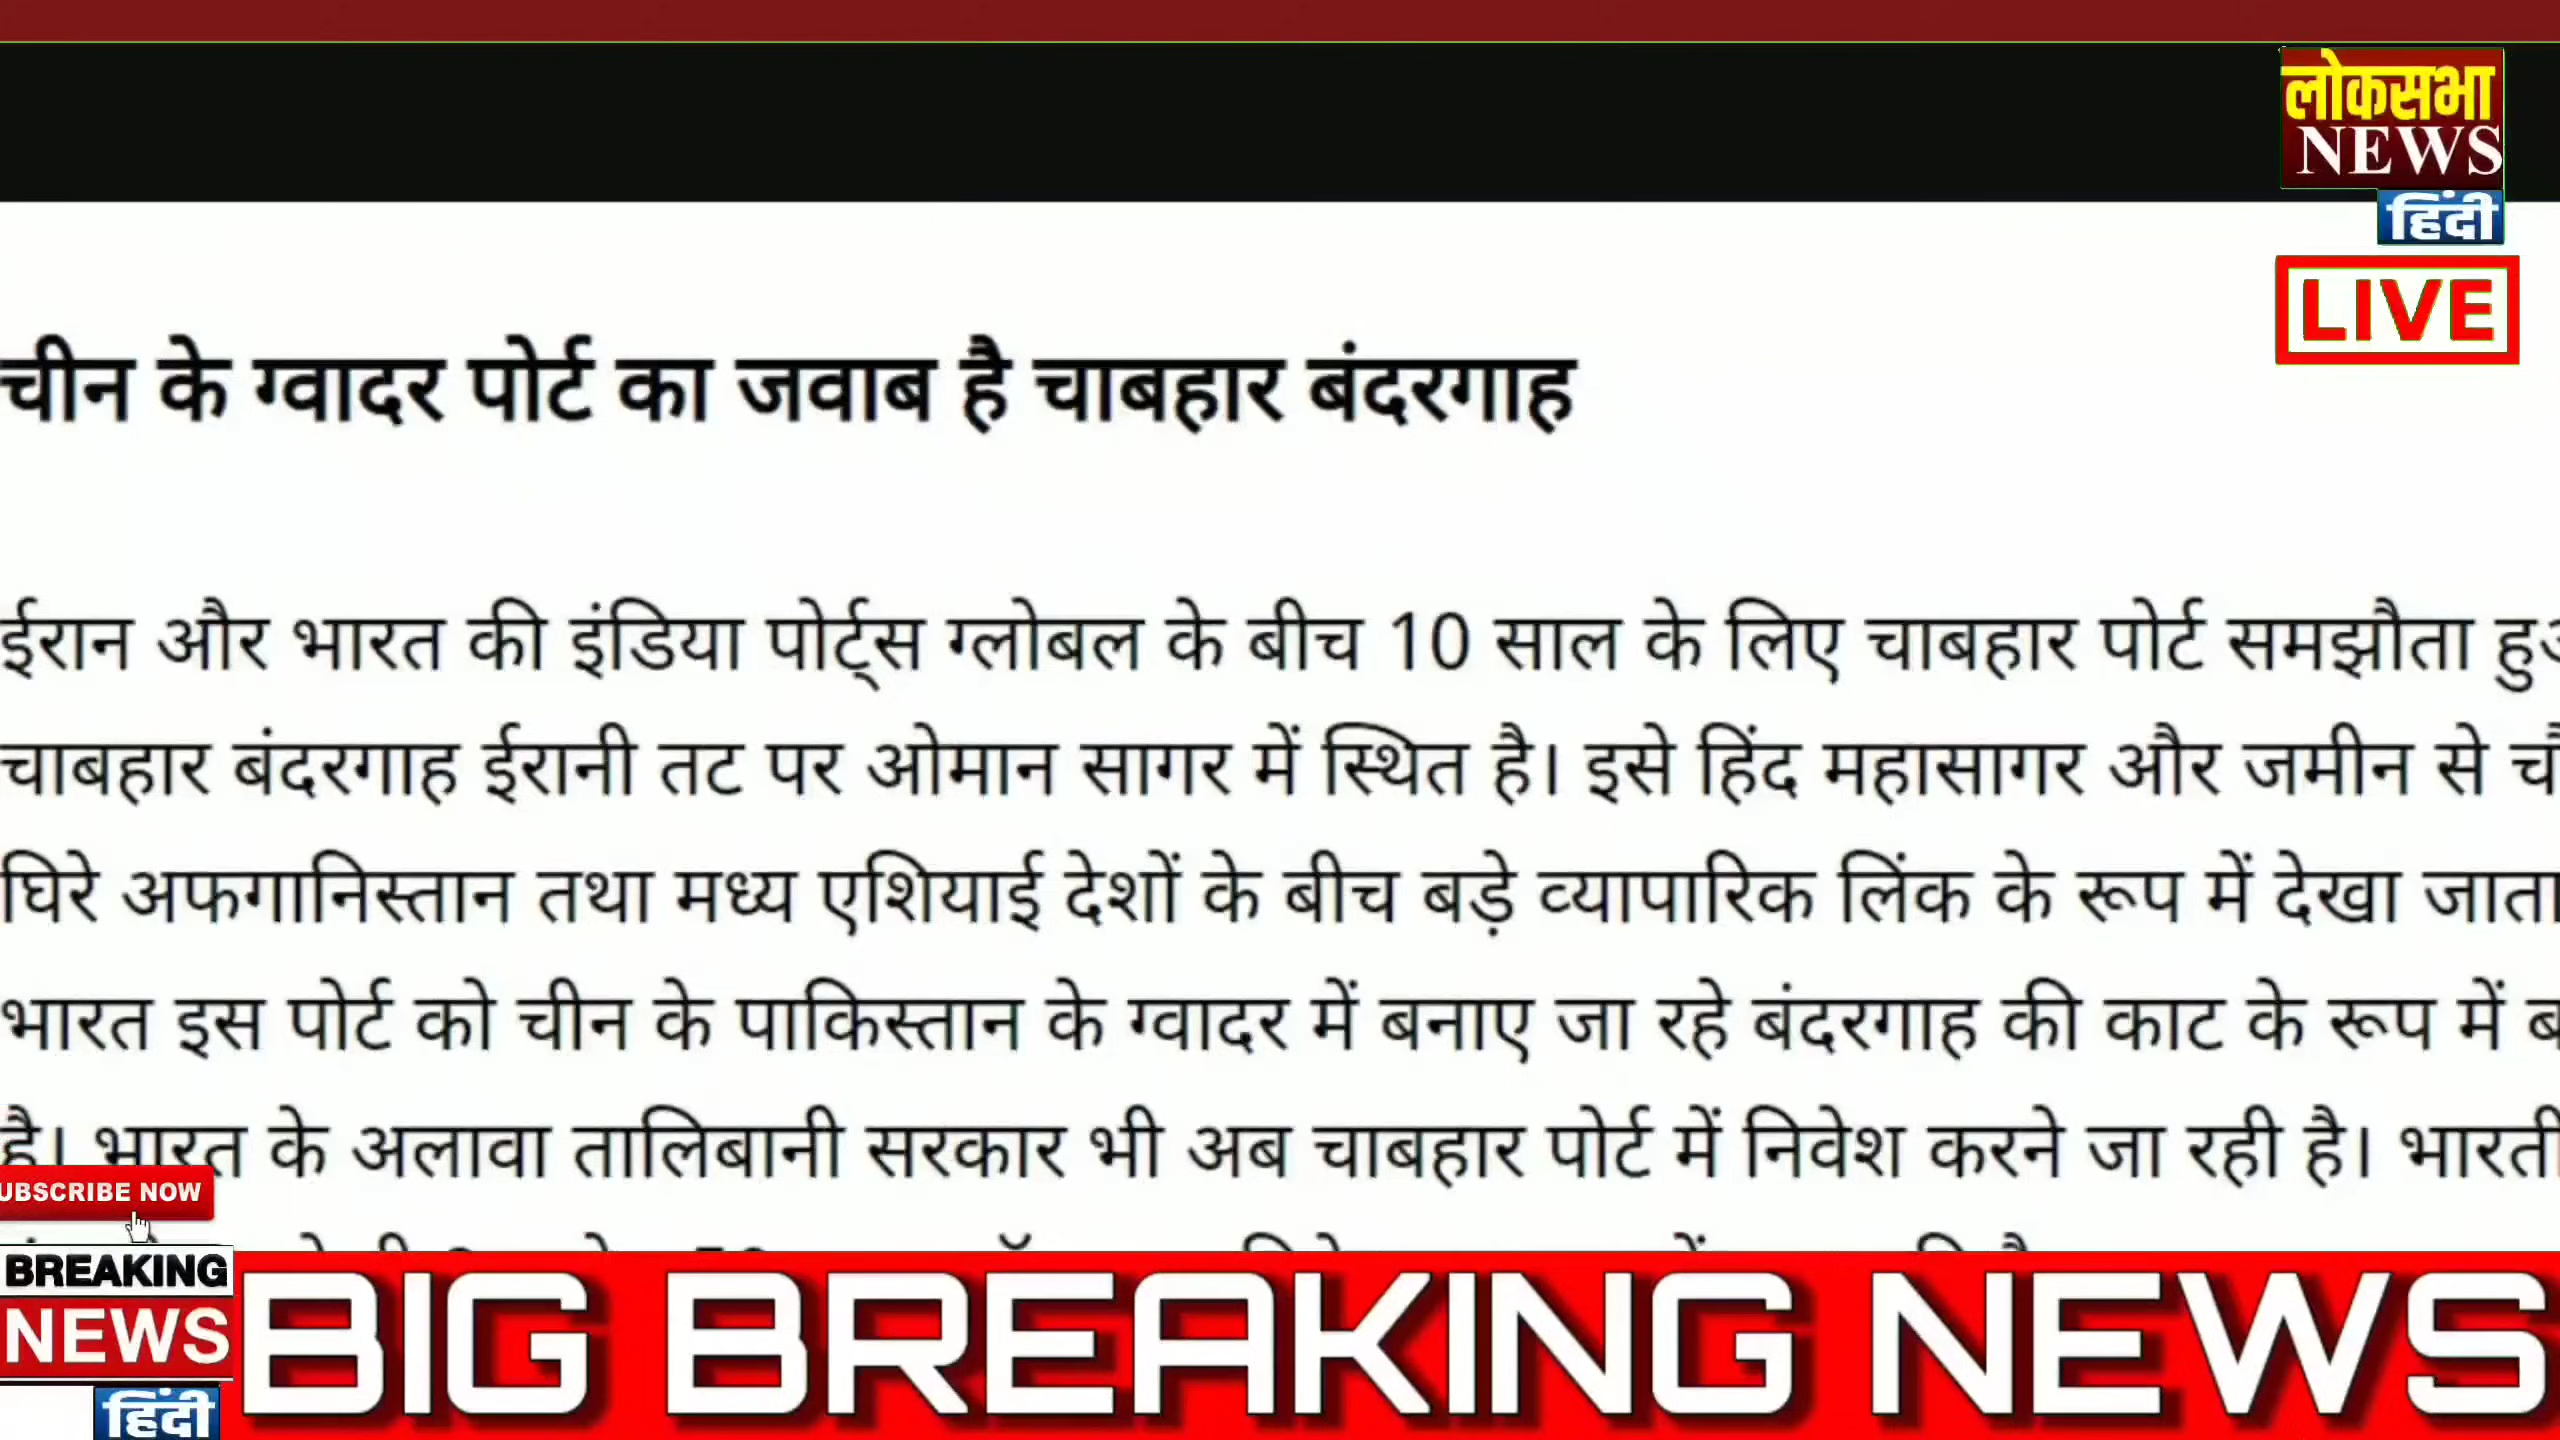 लोकसभा
NEWS
हिंदी
LIVE
चीन के ग्वादर पोर्ट का जवाब है चाबहार बंदरगाह
ईरान और भारत की इंडिया पोर्ट्स ग्लोबल के बीच 10 साल के लिए चाबहार पोर्ट समझौता
चाबहार बंदरगाह ईरानी तट पर ओमान सागर में स्थित है। इसे हिंद महासागर और जमीन से
घिरे अफगानिस्तान तथा मध्य एशियाई देशों के बीच बड़े व्यापारिक लिंक के रूप में देखा जाता
भारत इस पोर्ट को चीन के पाकिस्तान के ग्वादर में बनाए जा रहे बंदरगाह की काट के रूप में
है। भारत के अलावा तालिबानी सरकार भी अब चाबहार पोर्ट में निवेश करने जा रही है।
UBSCRIBE NOW
BREAKING
NEWS
हिंदी
BIG BREAKING NEWS